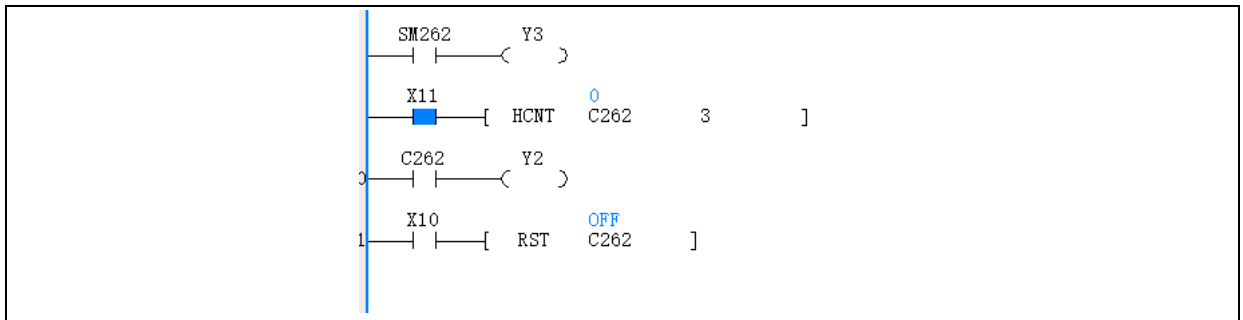 SM262 Y3
X11 0
HCNT C262 3
C262 Y2
X10 OFF
RST C262